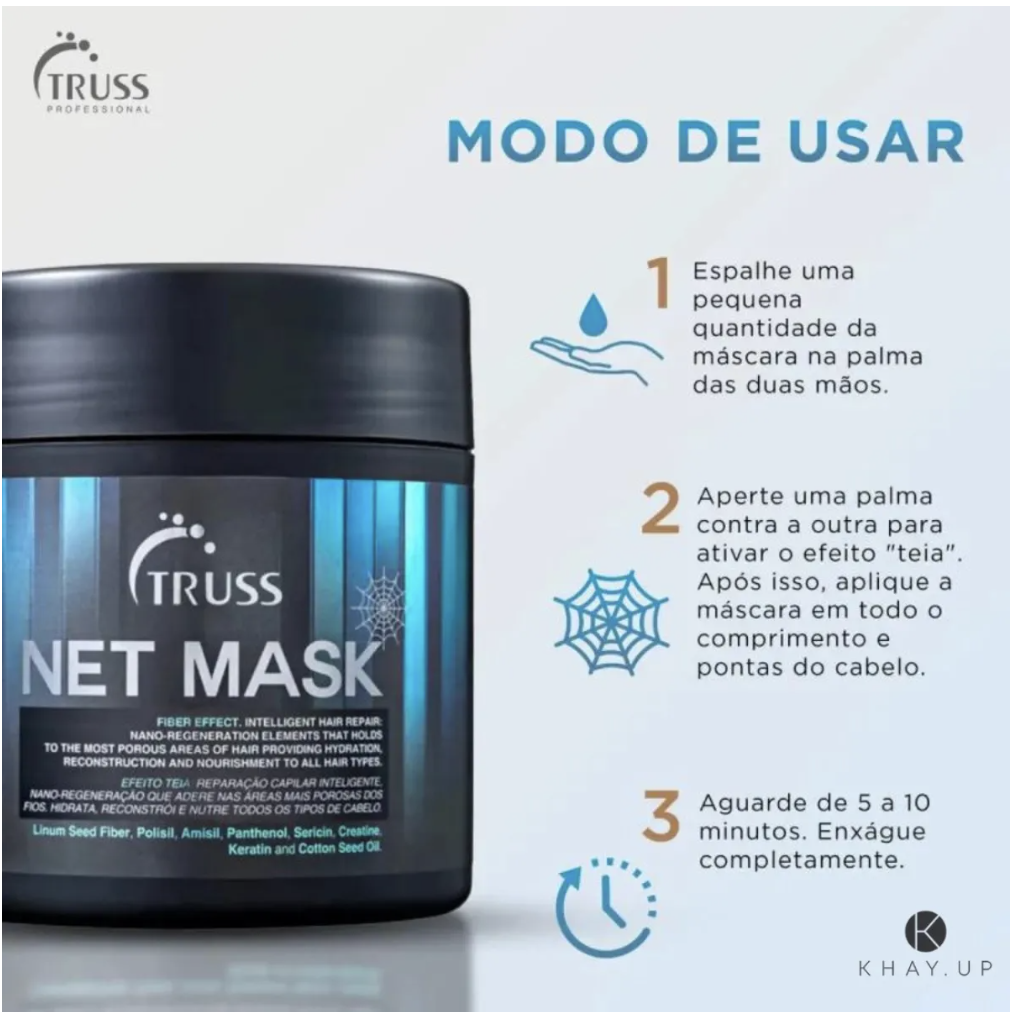 TRUSS
PROFESSIONAL
MODO DE USAR
1
Espalhe uma
pequena
quantidade da
máscara na palma
das duas mãos.
2
Aperte uma palma
contra a outra para
ativar o efeito "teia".
Após isso, aplique a
máscara em todo o
comprimento e
pontas do cabelo.
3
Aguarde de 5 a 10
minutos. Enxágue
completamente.
TRUSS
NET MASK
FIBER EFFECT. INTELLIGENT HAIR REPAIR:
NANO-REGENERATION ELEMENTS THAT HOLDS
TO THE MOST POROUS AREAS OF HAIR PROVIDING HYDRATION,
RECONSTRUCTION AND NOURISHMENT TO ALL HAIR TYPES.
EFEITO TEIA: REPARAÇÃO CAPILAR INTELIGENTE,
NANO-REGENERAÇÃO QUE ADERE NAS ÁREAS MAIS POROSAS DOS
FIOS. HIDRATA, RECONSTRÓI E NUTRE TODOS OS TIPOS DE CABELO.
Linum Seed Fiber, Polisil, Amisil, Panthenol, Sericin, Creatine,
Keratin and Cotton Seed Oil.
K
KHAY.UP